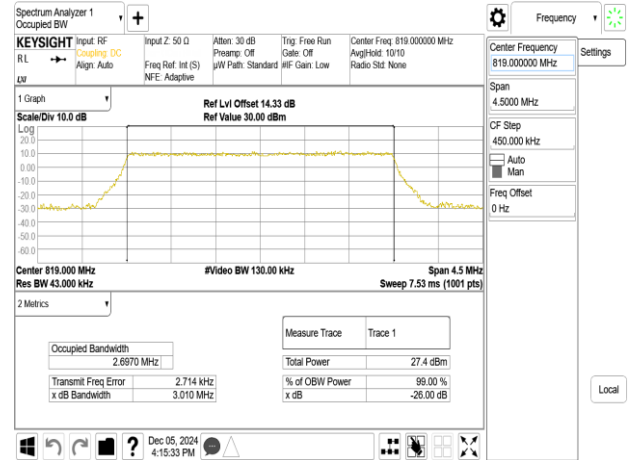 Spectrum Analyzer 1
Occupied BW
Frequency
KEYSIGHT
Input: RF
Coupling: DC
Align: Auto
Input Z: 50 Ω
Freq Ref: Int (S)
NFE: Adaptive
Atten: 30 dB
Preamp: Off
µW Path: Standard
Trig: Free Run
Gate: Off
#IF Gain: Low
Center Freq: 819.000000 MHz
Avg|Hold: 10/10
Radio Std: None
RL
LXI
Center Frequency
819.000000 MHz
Settings
Span
4.5000 MHz
CF Step
450.000 kHz
Auto
Man
Freq Offset
0 Hz
1 Graph
Scale/Div 10.0 dB
Ref Lvl Offset 14.33 dB
Ref Value 30.00 dBm
Log
20.0
10.0
0.00
-10.0
-20.0
-30.0
-40.0
-50.0
-60.0
Center 819.000 MHz
#Video BW 130.00 kHz
Span 4.5 MHz
Res BW 43.000 kHz
Sweep 7.53 ms (1001 pts)
2 Metrics
Measure Trace Trace 1
Occupied Bandwidth
2.6970 MHz
Total Power 27.4 dBm
Transmit Freq Error 2.714 kHz
% of OBW Power 99.00 %
x dB Bandwidth 3.010 MHz
x dB -26.00 dB
Local
?
Dec 05, 2024
4:15:33 PM